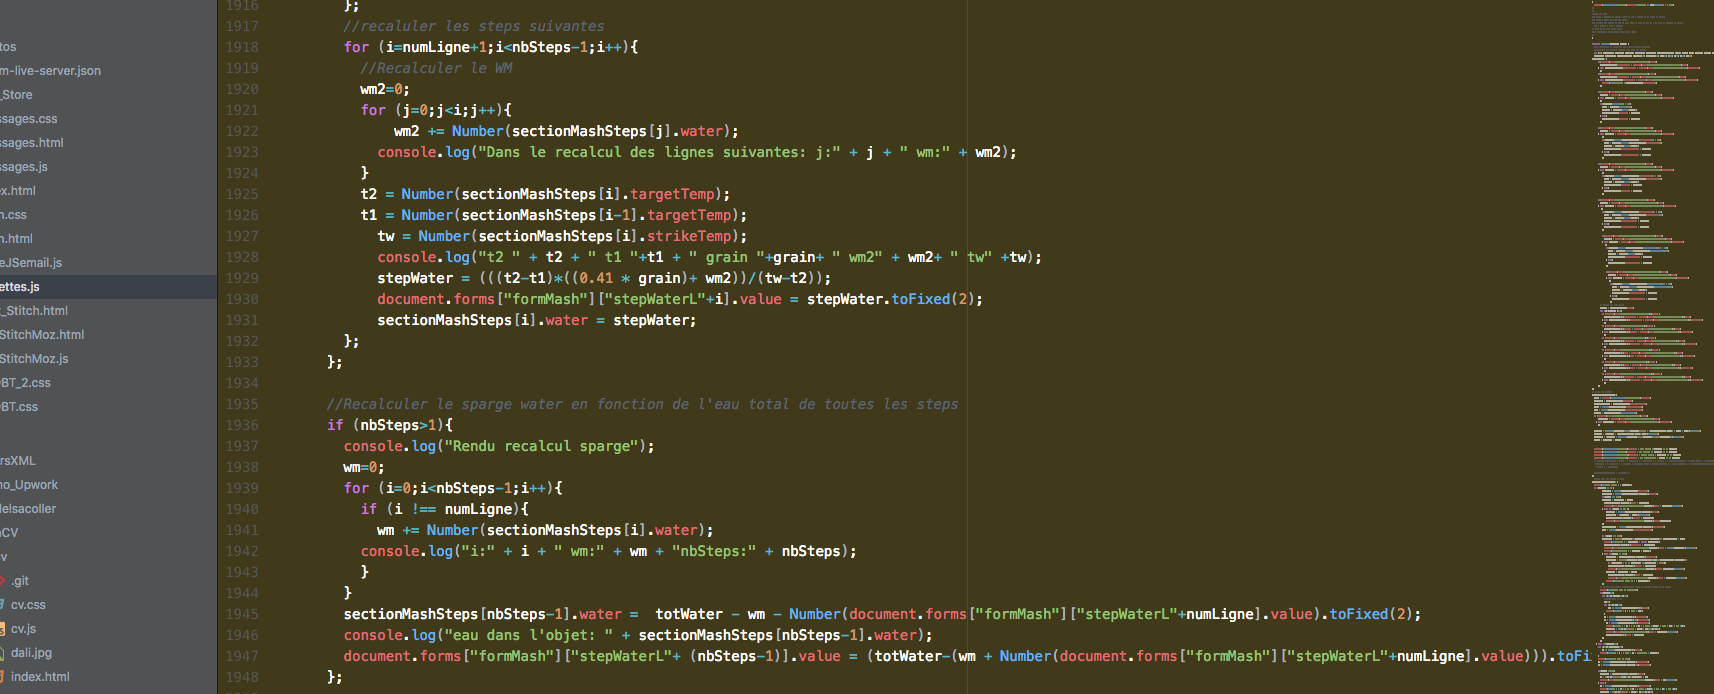 tos
m-live-server.json
_Store
ssages.css
ssages.html
ssages.js
ex.html
n.css
n.html
eJSemail.js
ettes.js
_Stitch.html
StitchMoz.html
StitchMoz.js
BT_2.css
BT.css
rsXML
no_Upwork
lelsacoller
CV
v
.git
cv.css
cv.js
dali.jpg
index.html
1916 };
1917 //recaluler les steps suivantes
1918 for (i=numLigne+1;i<nbSteps-1;i++){
1919 //Recalculer le WM
1920 wm2=0;
1921 for (j=0;j<i;j++){
1922 wm2 += Number(sectionMashSteps[j].water);
1923 console.log("Dans le recalcul des lignes suivantes: j:" + j + " wm:" + wm2);
1924 }
1925 t2 = Number(sectionMashSteps[i].targetTemp);
1926 t1 = Number(sectionMashSteps[i-1].targetTemp);
1927 tw = Number(sectionMashSteps[i].strikeTemp);
1928 console.log("t2 " + t2 + " t1 "+t1 + " grain "+grain+ " wm2" + wm2+ " tw" +tw);
1929 stepWater = (((t2-t1)*((0.41 * grain)+ wm2))/(tw-t2));
1930 document.forms["formMash"]["stepWaterL"+i].value = stepWater.toFixed(2);
1931 sectionMashSteps[i].water = stepWater;
1932 };
1933 };
1934
1935 //Recalculer le sparge water en fonction de l'eau total de toutes les steps
1936 if (nbSteps>1){
1937 console.log("Rendu recalcul sparge");
1938 wm=0;
1939 for (i=0;i<nbSteps-1;i++){
1940 if (i !== numLigne){
1941 wm += Number(sectionMashSteps[i].water);
1942 console.log("i:" + i + " wm:" + wm + "nbSteps:" + nbSteps);
1943 }
1944 }
1945 sectionMashSteps[nbSteps-1].water =  totWater - wm - Number(document.forms["formMash"]["stepWaterL"+numLigne].value).toFixed(2);
1946 console.log("eau dans l'objet: " + sectionMashSteps[nbSteps-1].water);
1947 document.forms["formMash"]["stepWaterL"+ (nbSteps-1)].value = (totWater-(wm + Number(document.forms["formMash"]["stepWaterL"+numLigne].value))).toFi
1948 };